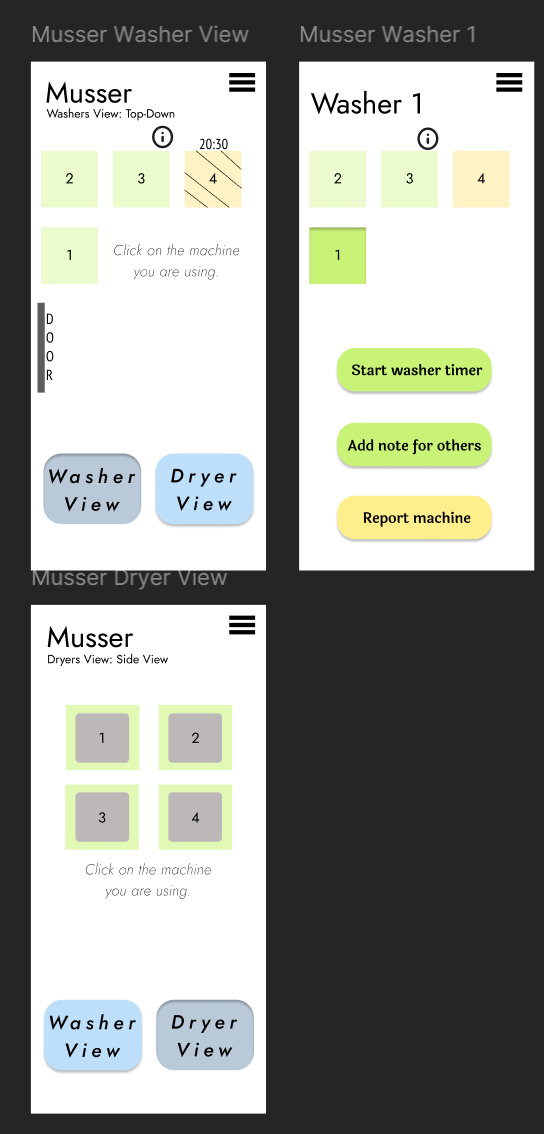 Musser Washer View
Musser
Washers View: Top-Down
20:30
2
3
4
1
Click on the machine
you are using.
D
O
O
R
Washer
View
Dryer
View
Musser Washer 1
Washer 1
2
3
4
1
Start washer timer
Add note for others
Report machine
Musser Dryer View
Musser
Dryers View: Side View
1
2
3
4
Click on the machine
you are using.
Washer
View
Dryer
View